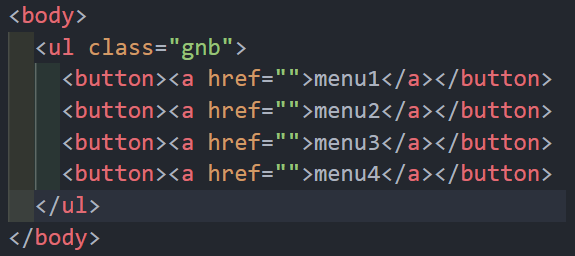 <body>
<ul class="gnb">
<button><a href="">menu1</a></button>
<button><a href="">menu2</a></button>
<button><a href="">menu3</a></button>
<button><a href="">menu4</a></button>
</ul>
</body>